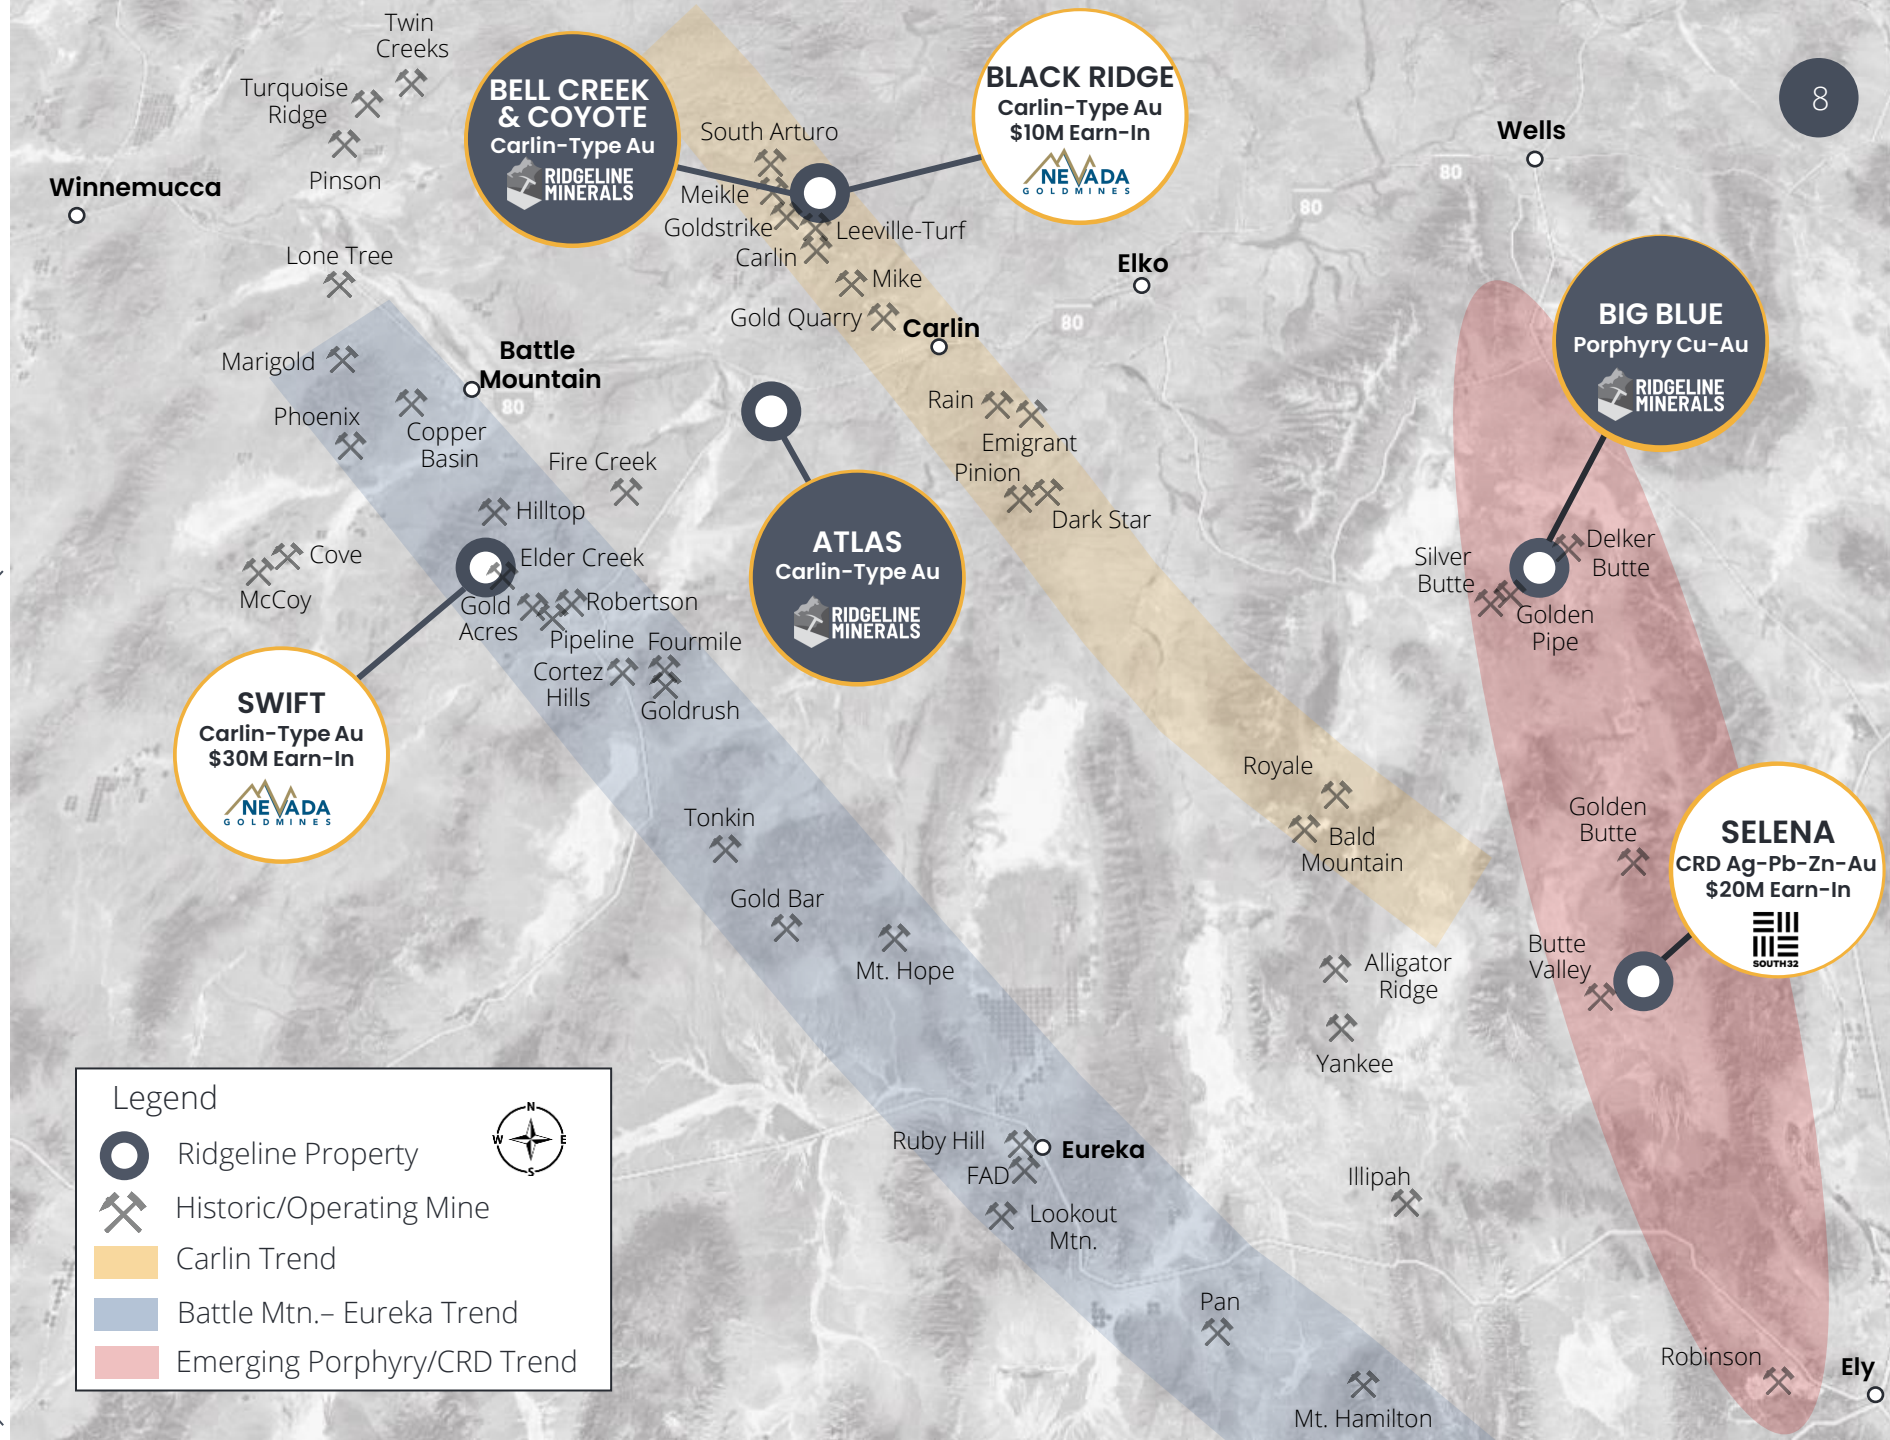 8
Twin
Creeks
Turquoise
Ridge
Pinson
Winnemucca
Lone Tree
BELL CREEK
& COYOTE
Carlin-Type Au
RIDGELINE
MINERALS
BLACK RIDGE
Carlin-Type Au
$10M Earn-In
NEVADA
GOLDMINES
South Arturo
Meikle
Goldstrike
Carlin
Leeville-Turf
Mike
Gold Quarry
Carlin
Elko
Wells
80
80
80
80
BIG BLUE
Porphyry Cu-Au
RIDGELINE
MINERALS
Marigold
Battle
Mountain
Phoenix
Copper
Basin
Fire Creek
Hilltop
Rain
Emigrant
Pinion
Dark Star
ATLAS
Carlin-Type Au
RIDGELINE
MINERALS
Cove
McCoy
Elder Creek
Gold
Acres
Robertson
Pipeline
Fourmile
Cortez
Hills
Goldrush
Silver
Butte
Delker
Butte
Golden
Pipe
SWIFT
Carlin-Type Au
$30M Earn-In
NEVADA
GOLDMINES
Tonkin
Gold Bar
Mt. Hope
Royale
Bald
Mountain
Golden
Butte
SELENA
CRD Ag-Pb-Zn-Au
$20M Earn-In
SOUTH32
Butte
Valley
Alligator
Ridge
Yankee
Ruby Hill
Eureka
FAD
Lookout
Mtn.
Illipah
Pan
Mt. Hamilton
Robinson
Ely
Legend
N
W
E
S
Ridgeline Property
Historic/Operating Mine
Carlin Trend
Battle Mtn.– Eureka Trend
Emerging Porphyry/CRD Trend